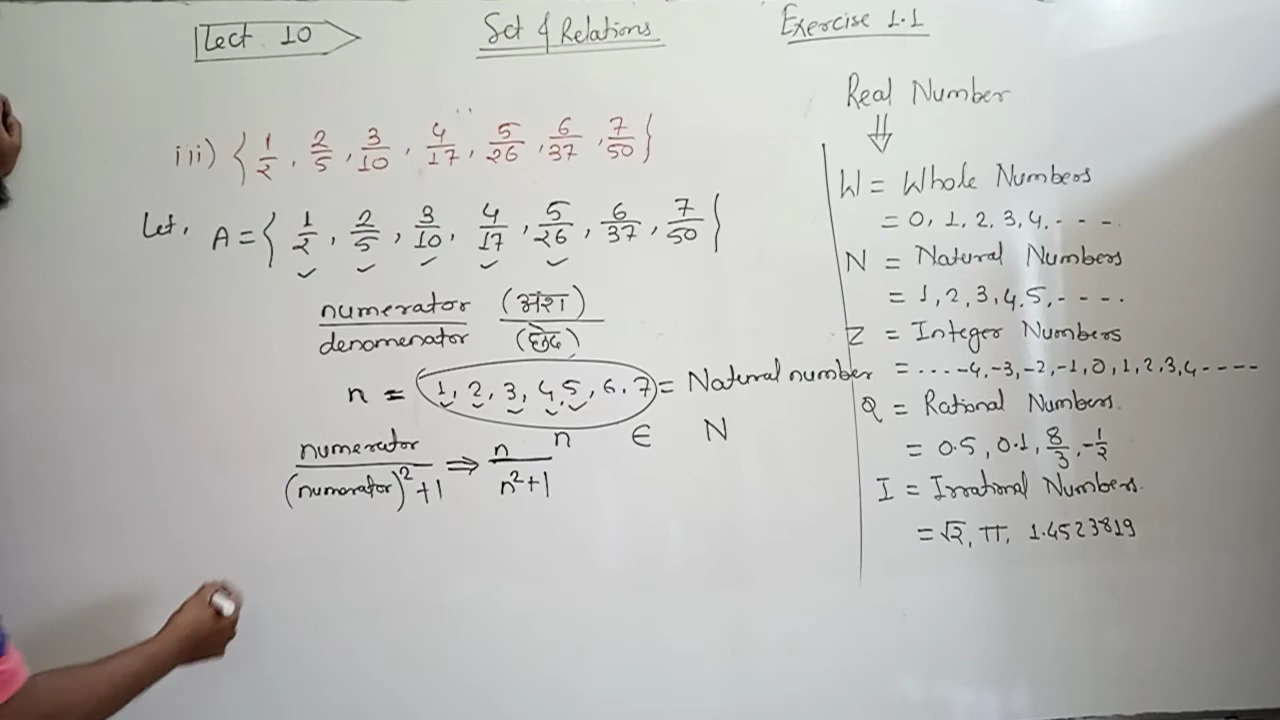 Lect 10
Set & Relations
Exercise 1.1
iii) { 1/2, 2/5, 3/10, 4/17, 5/26, 6/37, 7/50 }
Let, A = { 1/2, 2/5, 3/10, 4/17, 5/26, 6/37, 7/50 }
numerator (अंश)
denomenator (छेद)
n = 1, 2, 3, 4, 5, 6, 7 = Natural number
n ∈ N
numerator / (numerator)² + 1 ⇒ n / n² + 1
Real Number
⇓
W = Whole Numbers
= 0, 1, 2, 3, 4, - - - -
N = Natural Numbers
= 1, 2, 3, 4, 5, - - - -
Z = Integer Numbers
= .... -4, -3, -2, -1, 0, 1, 2, 3, 4 - - - -
Q = Rational Numbers.
= 0.5, 0.1, 8/3, -1/2
I = Irrational Numbers.
= √2, π, 1.4523819